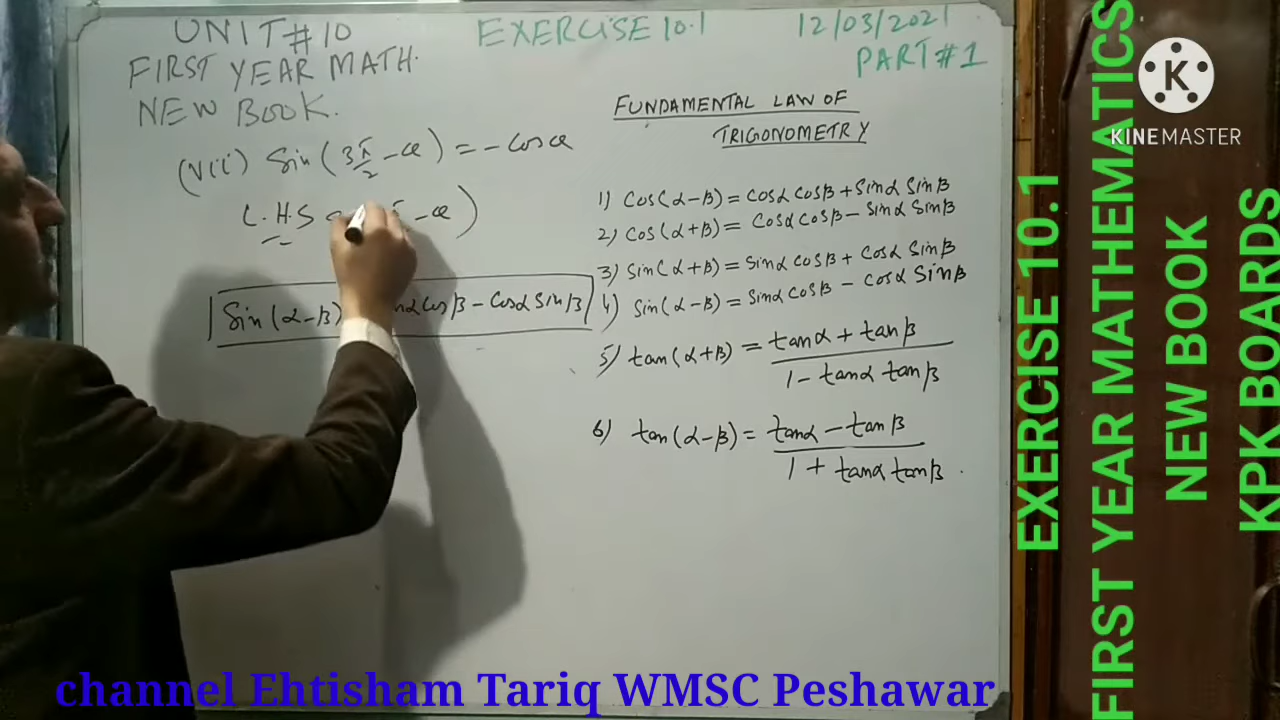 UNIT#10
FIRST YEAR MATH.
NEW BOOK.
EXERCISE 10.1
12/03/2021
PART#1
(vii) Sin(3π/2 - α) = - Cosα
L.H.S - α)
Sin(α-β) Cosβ - Cosα Sinβ
FUNDAMENTAL LAW OF
TRIGONOMETRY
1) Cos(α-β) = Cosα Cosβ + Sinα Sinβ
2) Cos(α+β) = Cosα Cosβ - Sinα Sinβ
3) Sin(α+β) = Sinα Cosβ + Cosα Sinβ
4) Sin(α-β) = Sinα Cosβ - Cosα Sinβ
5) tan(α+β) = tanα + tanβ
1 - tanα tanβ
6) tan(α-β) = tanα - tanβ
1 + tanα tanβ.
EXERCISE 10.1
FIRST YEAR MATHEMATICS
NEW BOOK
KPK BOARDS
K
KINEMASTER
channel Ehtisham Tariq WMSC Peshawar